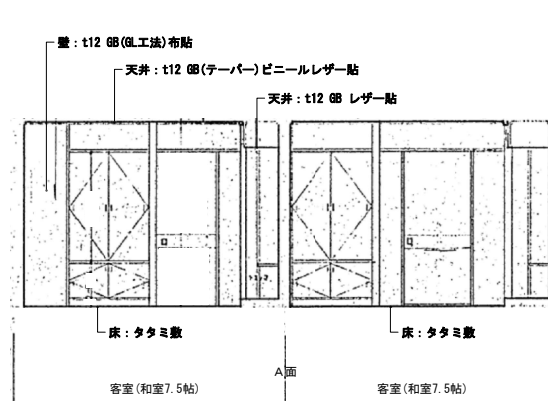 壁：t12 GB(GL工法)布貼
天井：t12 GB(テーパー)ビニールレザー貼
天井：t12 GB レザー貼
床：タタミ敷
床：タタミ敷
A面
客室(和室7.5帖)
客室(和室7.5帖)